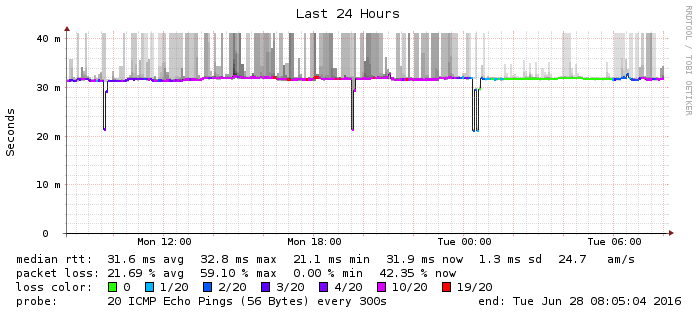 Last 24 Hours
RRDTOOL / TOBI OETIKER
Seconds
40 m
30 m
20 m
10 m
0
Mon 12:00 Mon 18:00 Tue 00:00 Tue 06:00
median rtt: 31.6 ms avg 32.8 ms max 21.1 ms min 31.9 ms now 1.3 ms sd 24.7 am/s
packet loss: 21.69 % avg 59.10 % max 0.00 % min 42.35 % now
loss color: 0 1/20 2/20 3/20 4/20 10/20 19/20
probe: 20 ICMP Echo Pings (56 Bytes) every 300s end: Tue Jun 28 08:05:04 2016